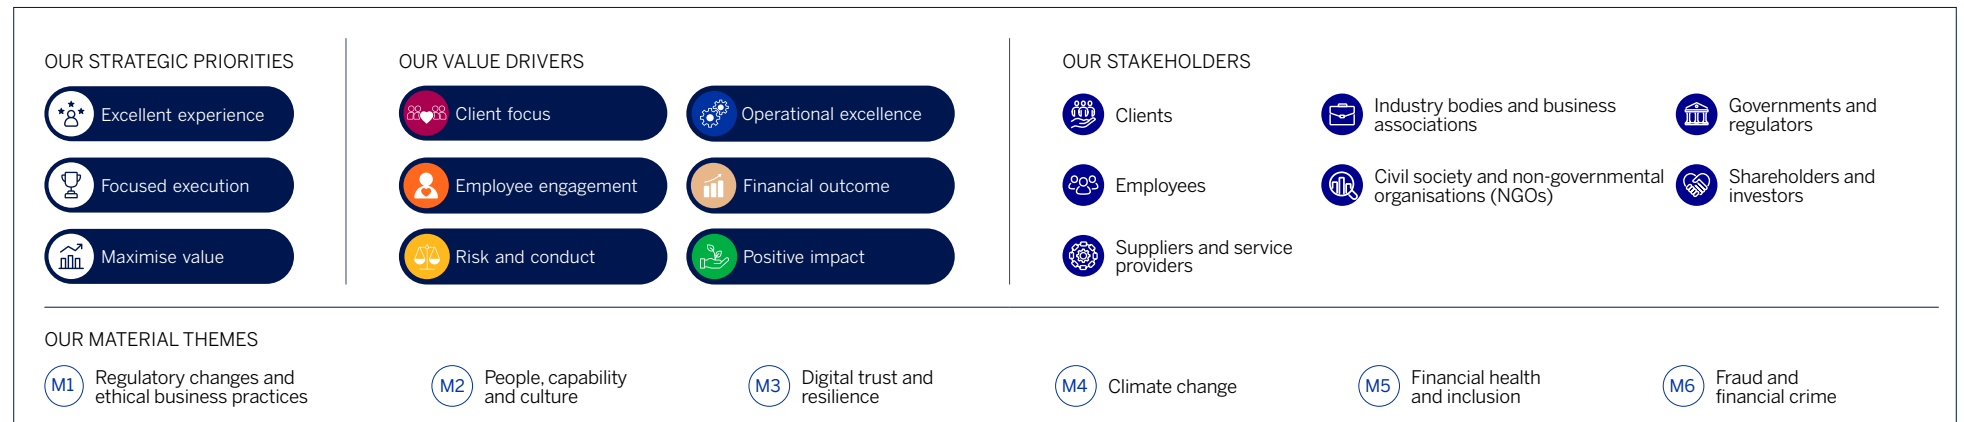 OUR STRATEGIC PRIORITIES
Excellent experience
Focused execution
Maximise value
OUR VALUE DRIVERS
Client focus
Operational excellence
Employee engagement
Financial outcome
Risk and conduct
Positive impact
OUR STAKEHOLDERS
Clients
Industry bodies and business
associations
Governments and
regulators
Employees
Civil society and non-governmental
organisations (NGOs)
Shareholders and
investors
Suppliers and service
providers
OUR MATERIAL THEMES
M1
Regulatory changes and
ethical business practices
M2
People, capability
and culture
M3
Digital trust and
resilience
M4
Climate change
M5
Financial health
and inclusion
M6
Fraud and
financial crime